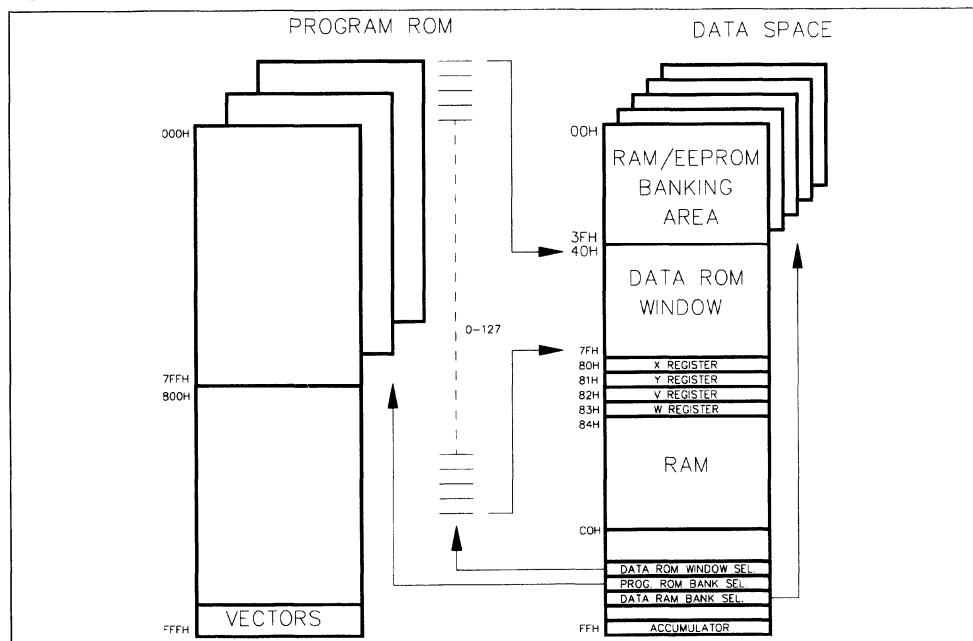 PROGRAM ROM
000H
7FFH
800H
VECTORS
FFFH
0-127
DATA SPACE
00H
RAM/EEPROM
BANKING
AREA
3FH
40H
DATA ROM
WINDOW
7FH
80H X REGISTER
81H Y REGISTER
82H V REGISTER
83H W REGISTER
84H
RAM
C0H
DATA ROM WINDOW SEL.
PROG. ROM BANK SEL.
DATA RAM BANK SEL.
FFH ACCUMULATOR